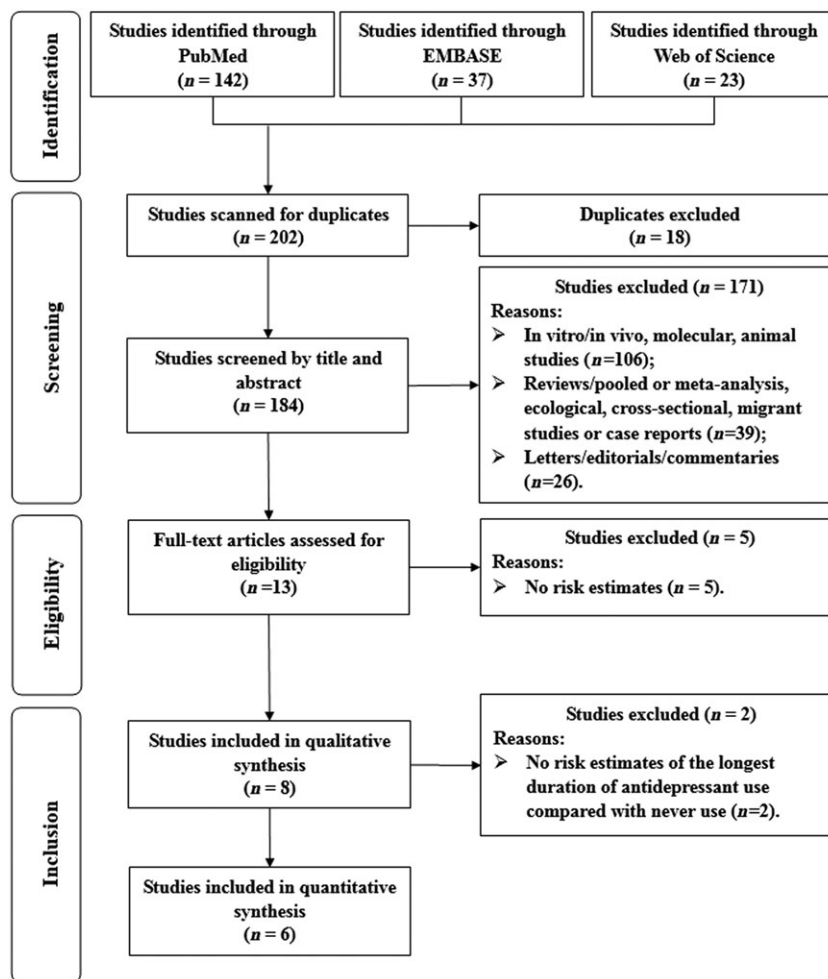 Identification
Studies identified through
PubMed
(n = 142)
Studies identified through
EMBASE
(n = 37)
Studies identified through
Web of Science
(n = 23)
Screening
Studies scanned for duplicates
(n = 202)
Duplicates excluded
(n = 18)
Studies screened by title and
abstract
(n = 184)
Studies excluded (n = 171)
Reasons:
➢ In vitro/in vivo, molecular, animal
studies (n=106);
➢ Reviews/pooled or meta-analysis,
ecological, cross-sectional, migrant
studies or case reports (n=39);
➢ Letters/editorials/commentaries
(n=26).
Eligibility
Full-text articles assessed for
eligibility
(n =13)
Studies excluded (n = 5)
Reasons:
➢ No risk estimates (n = 5).
Inclusion
Studies included in qualitative
synthesis
(n = 8)
Studies excluded (n = 2)
Reasons:
➢ No risk estimates of the longest
duration of antidepressant use
compared with never use (n=2).
Studies included in quantitative
synthesis
(n = 6)